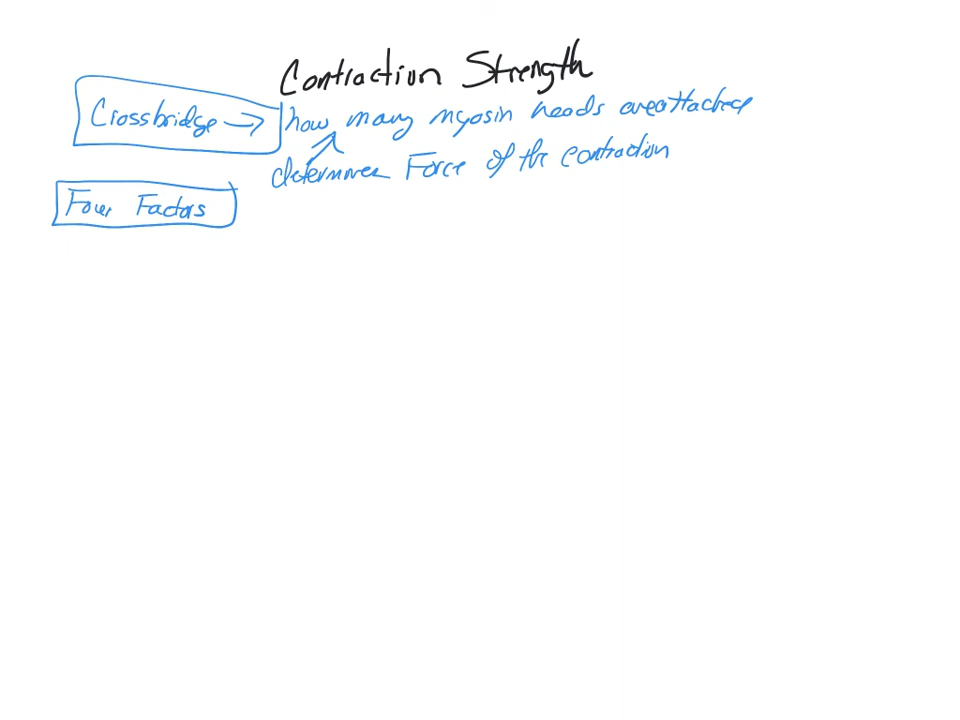 Contraction Strength
Crossbridge → how many myosin heads are attached
determines Force of the contraction
Four Factors